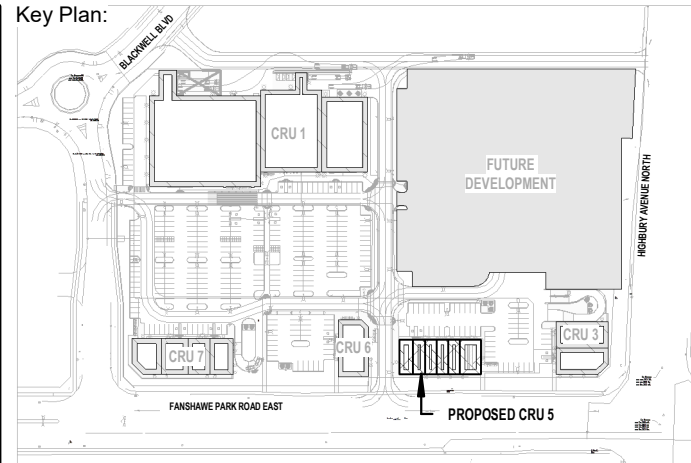 Key Plan:
BLACKWELL BLVD
CRU 1
FUTURE
DEVELOPMENT
HIGHBURY AVENUE NORTH
CRU 7
CRU 6
CRU 3
FANSHAWE PARK ROAD EAST
PROPOSED CRU 5